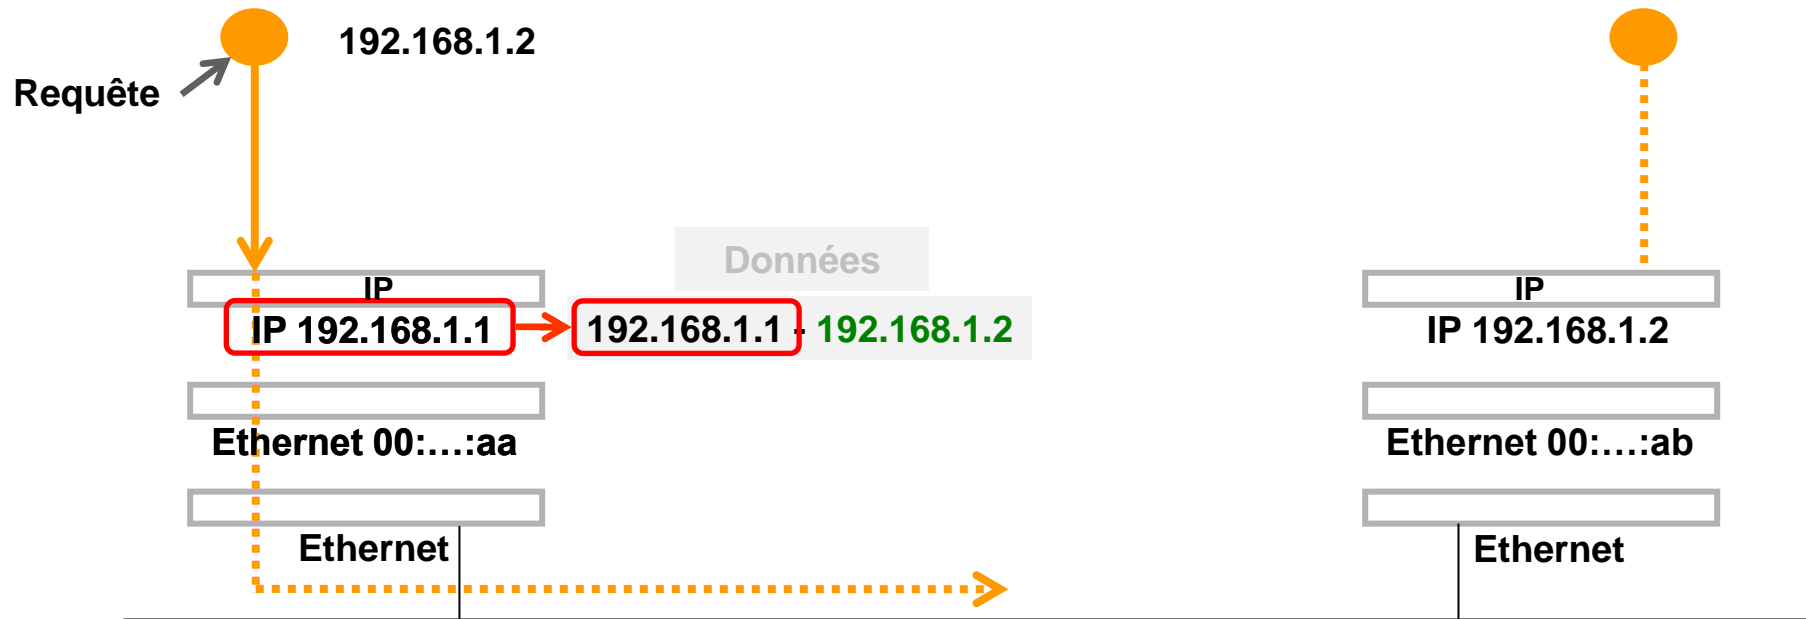 192.168.1.2
Requête
Données
IP
IP
IP 192.168.1.1
192.168.1.1 - 192.168.1.2
IP 192.168.1.2
Ethernet 00:...:aa
Ethernet 00:...:ab
Ethernet
Ethernet